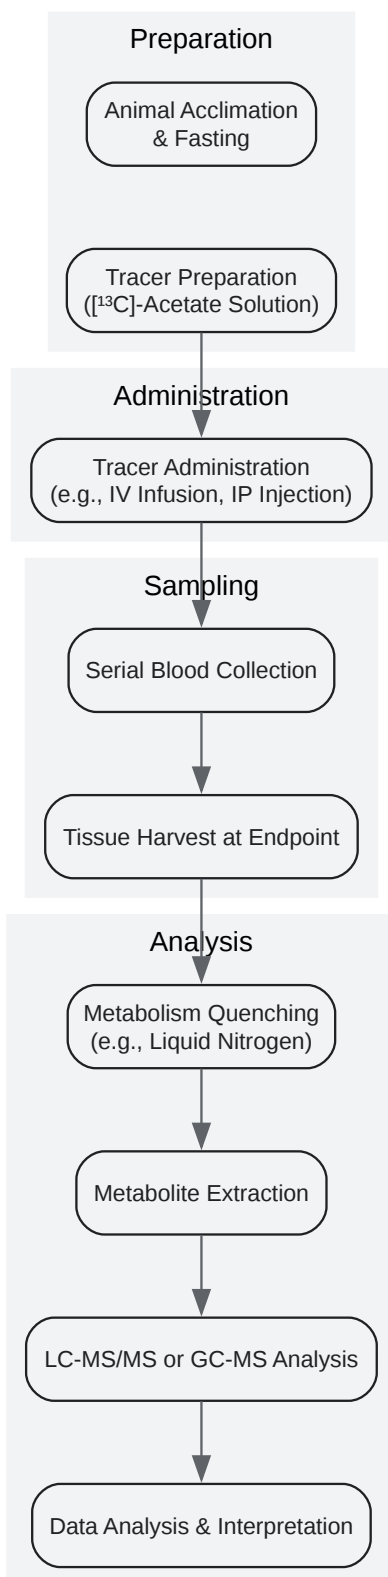 Preparation
Animal Acclimation
& Fasting
Tracer Preparation
([¹³C]-Acetate Solution)
Administration
Tracer Administration
(e.g., IV Infusion, IP Injection)
Sampling
Serial Blood Collection
Tissue Harvest at Endpoint
Analysis
Metabolism Quenching
(e.g., Liquid Nitrogen)
Metabolite Extraction
LC-MS/MS or GC-MS Analysis
Data Analysis & Interpretation